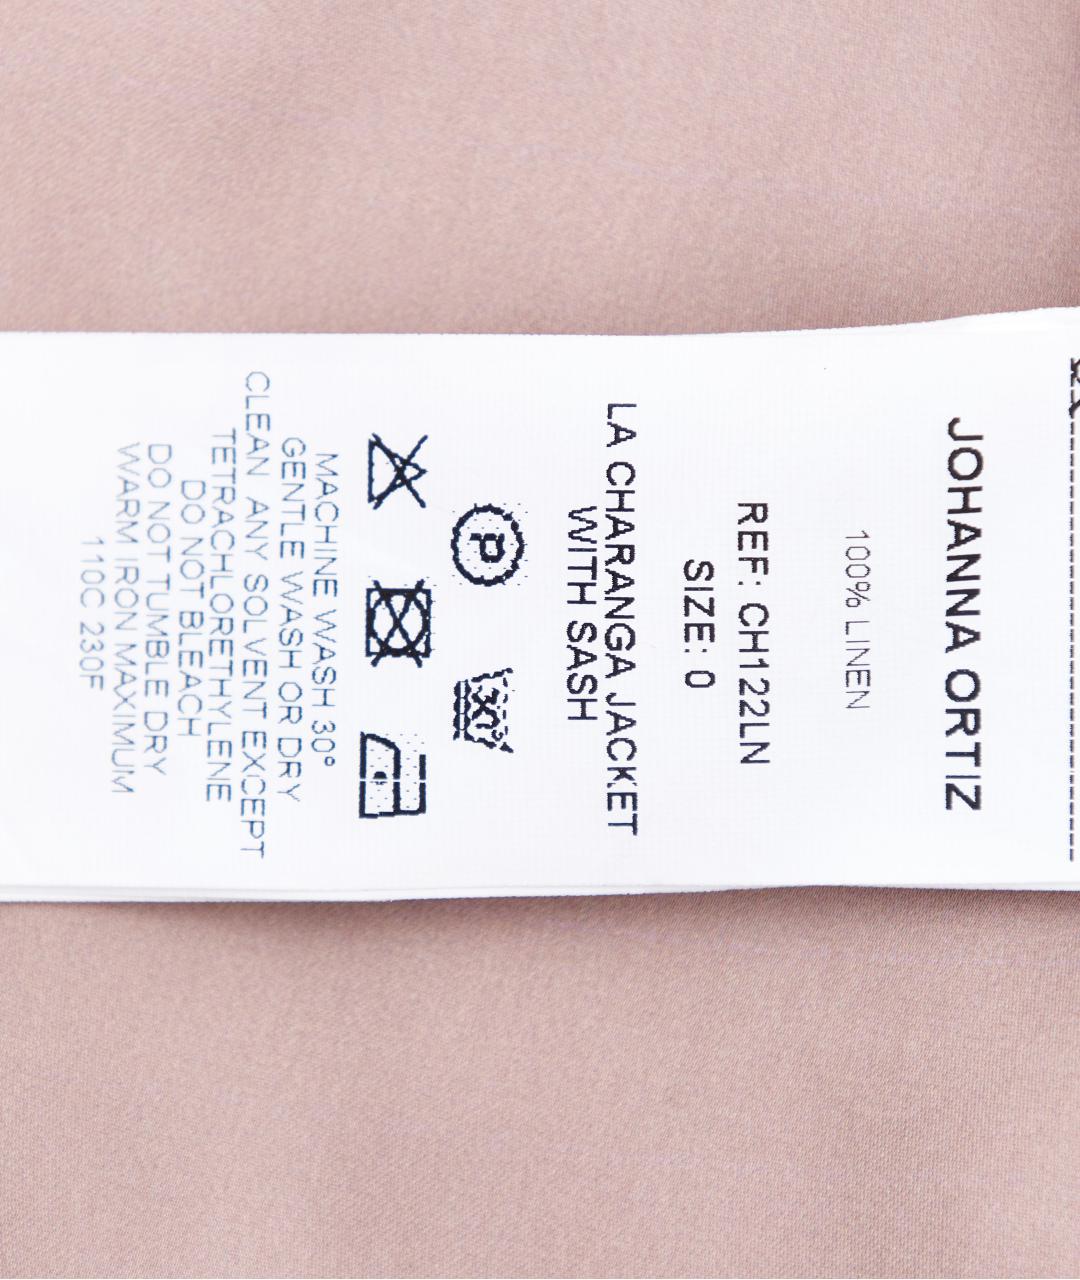 JOHANNA ORTIZ
100% LINEN
REF: CH122LN
SIZE: 0
LA CHARANGA JACKET
WITH SASH
P
MACHINE WASH 30°
GENTLE WASH OR DRY
CLEAN ANY SOLVENT EXCEPT
TETRACHLORETHYLENE
DO NOT BLEACH
DO NOT TUMBLE DRY
WARM IRON MAXIMUM
110C 230F